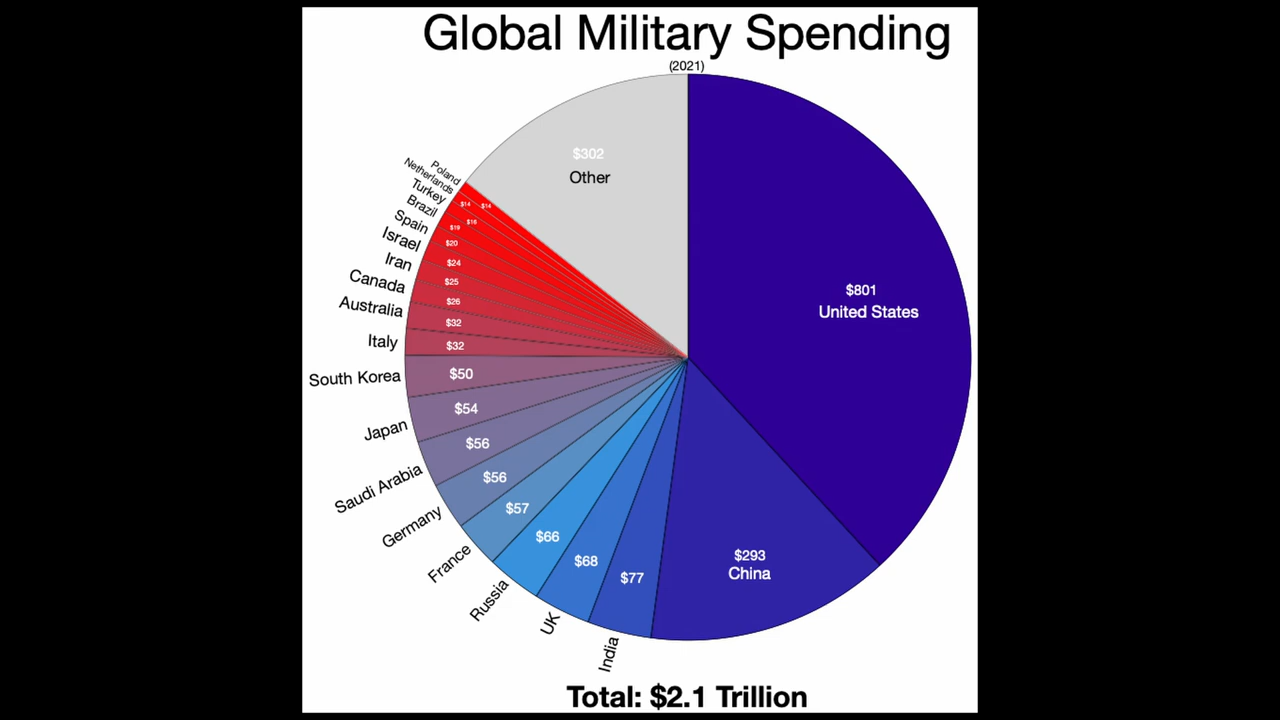 Global Military Spending
(2021)
$801
United States
$293
China
$77
India
$68
UK
$66
Russia
$57
France
$56
Germany
$56
Saudi Arabia
$54
Japan
$50
South Korea
$32
Italy
$32
Australia
$26
Canada
$25
Iran
$24
Israel
$20
Spain
$19
Brazil
$16
Turkey
$14
Netherlands
$14
Poland
$302
Other
Total: $2.1 Trillion